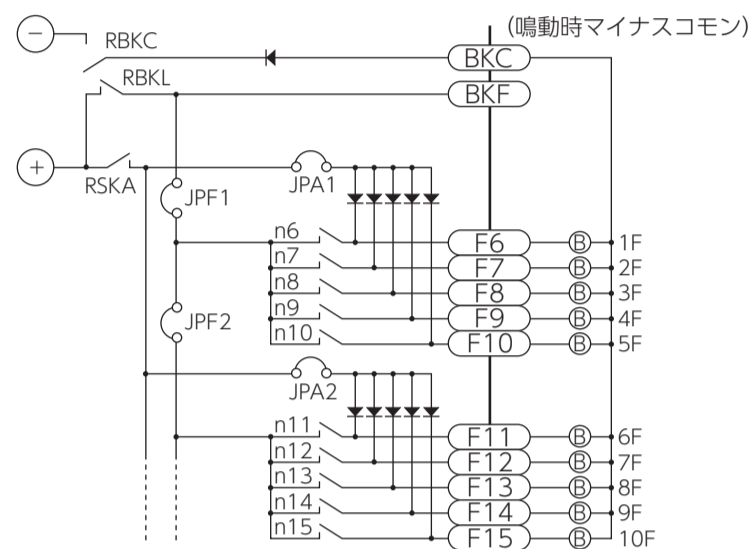 (鳴動時マイナスコモン)
−
RBKC
BKC
RBKL
BKF
+
RSKA
JPA1
JPF1
n6
F6
B
1F
n7
F7
B
2F
n8
F8
B
3F
n9
F9
B
4F
n10
F10
B
5F
JPF2
JPA2
n11
F11
B
6F
n12
F12
B
7F
n13
F13
B
8F
n14
F14
B
9F
n15
F15
B
10F